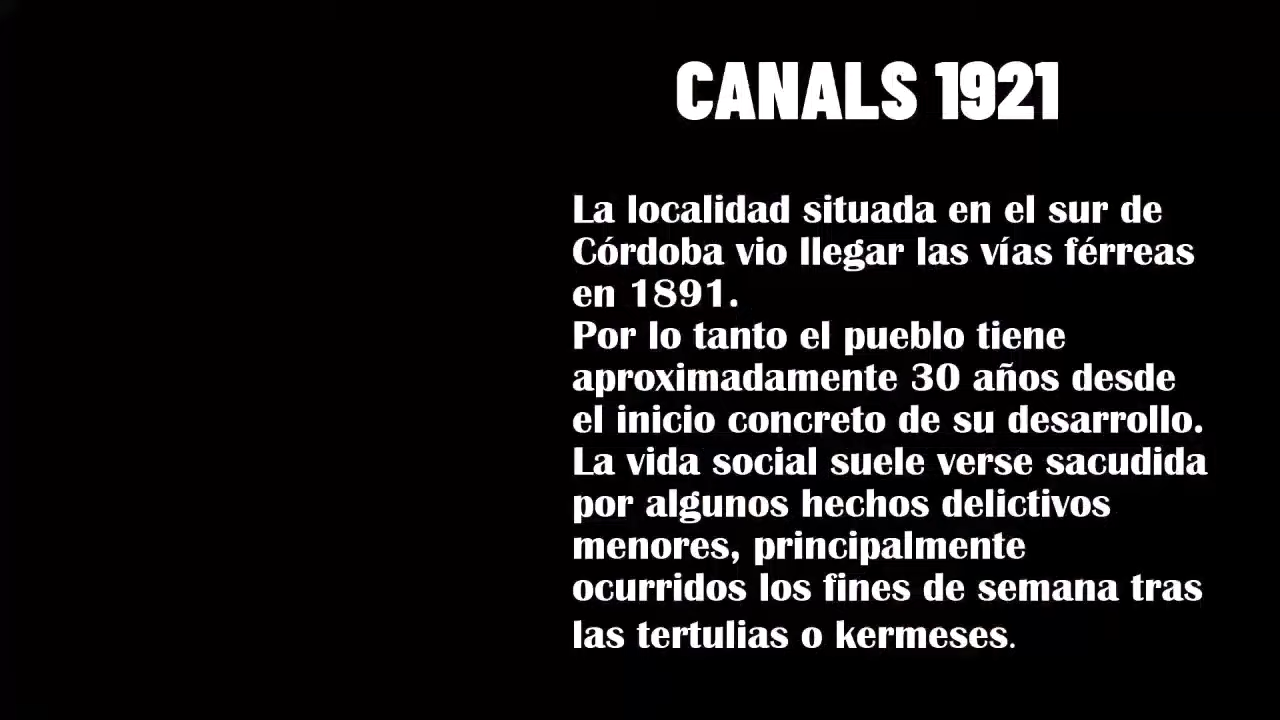 CANALS 1921
La localidad situada en el sur de
Córdoba vio llegar las vías férreas
en 1891.
Por lo tanto el pueblo tiene
aproximadamente 30 años desde
el inicio concreto de su desarrollo.
La vida social suele verse sacudida
por algunos hechos delictivos
menores, principalmente
ocurridos los fines de semana tras
las tertulias o kermeses.